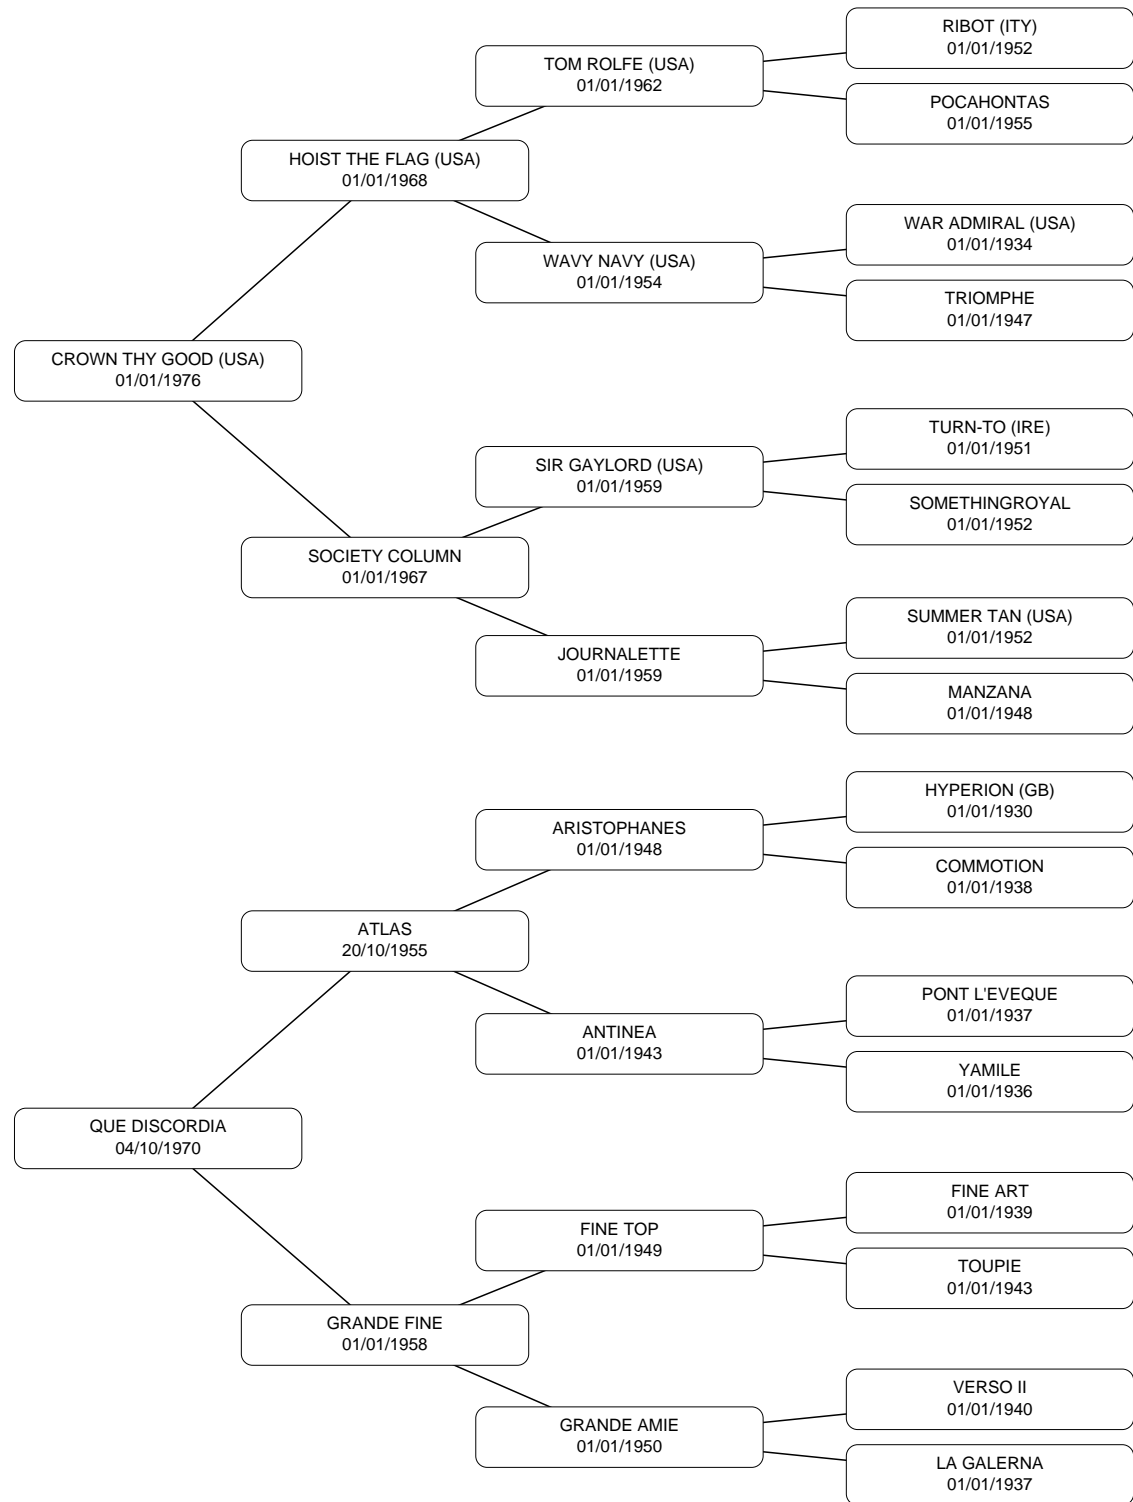 RIBOT (ITY)
01/01/1952
TOM ROLFE (USA)
01/01/1962
POCAHONTAS
01/01/1955
HOIST THE FLAG (USA)
01/01/1968
WAR ADMIRAL (USA)
01/01/1934
WAVY NAVY (USA)
01/01/1954
TRIOMPHE
01/01/1947
CROWN THY GOOD (USA)
01/01/1976
TURN-TO (IRE)
01/01/1951
SIR GAYLORD (USA)
01/01/1959
SOMETHINGROYAL
01/01/1952
SOCIETY COLUMN
01/01/1967
SUMMER TAN (USA)
01/01/1952
JOURNALETTE
01/01/1959
MANZANA
01/01/1948
HYPERION (GB)
01/01/1930
ARISTOPHANES
01/01/1948
COMMOTION
01/01/1938
ATLAS
20/10/1955
PONT L'EVEQUE
01/01/1937
ANTINEA
01/01/1943
YAMILE
01/01/1936
QUE DISCORDIA
04/10/1970
FINE ART
01/01/1939
FINE TOP
01/01/1949
TOUPIE
01/01/1943
GRANDE FINE
01/01/1958
VERSO II
01/01/1940
GRANDE AMIE
01/01/1950
LA GALERNA
01/01/1937